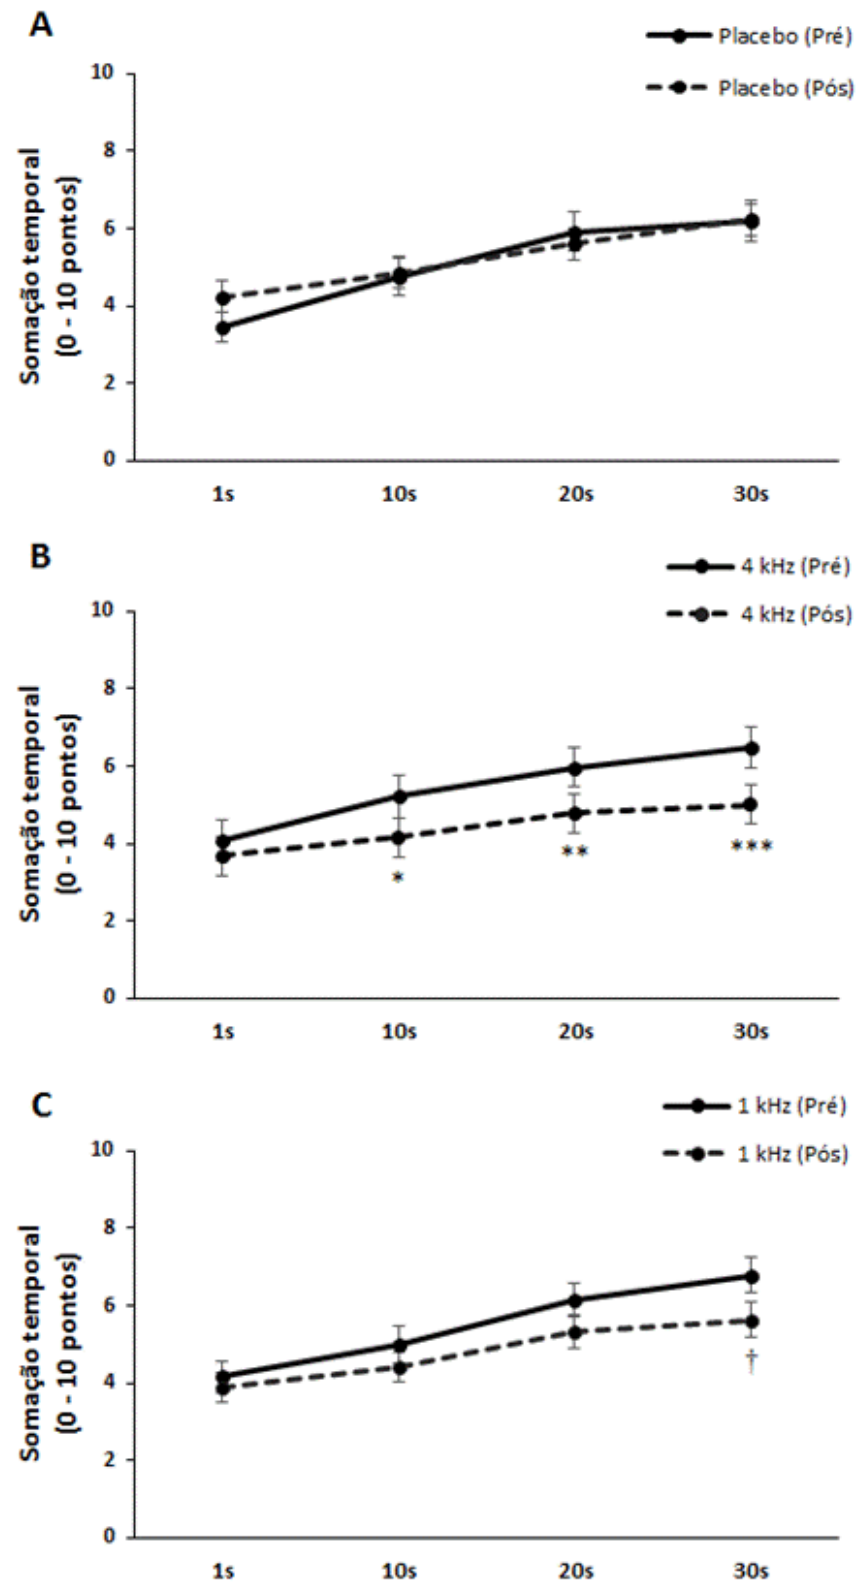 A
Placebo (Pré)
Placebo (Pós)
Somação temporal
(0 - 10 pontos)
10
8
6
4
2
0
1s 10s 20s 30s
B
4 kHz (Pré)
4 kHz (Pós)
Somação temporal
(0 - 10 pontos)
10
8
6
4
2
0
* ** ***
1s 10s 20s 30s
C
1 kHz (Pré)
1 kHz (Pós)
Somação temporal
(0 - 10 pontos)
10
8
6
4
2
0
†
1s 10s 20s 30s